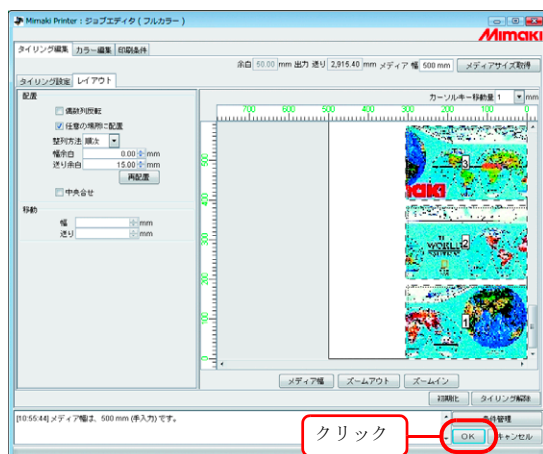 Mimaki Printer : ジョブエディタ ( フルカラー )
Mimaki
タイリング編集 カラー編集 印刷条件
余白 50.00 mm 出力 送り 2,915.40 mm メディア 幅 500 mm メディアサイズ取得
タイリング設定 レイアウト
配置
カーソルキー移動量 1 mm
偶数列反転
700 600 500 400 300 200 100 0
任意の場所に配置
整列方法 順次
幅余白 0.00 mm
送り余白 15.00 mm
再配置
中央合せ
移動
幅 mm
送り mm
500
400
300
200
100
0
3
maki
2
WORLD
1
メディア幅 ズームアウト ズームイン
初期化 タイリング解除
[10:55:44] メディア幅は、500 mm (手入力) です。
条件管理
クリック
OK キャンセル